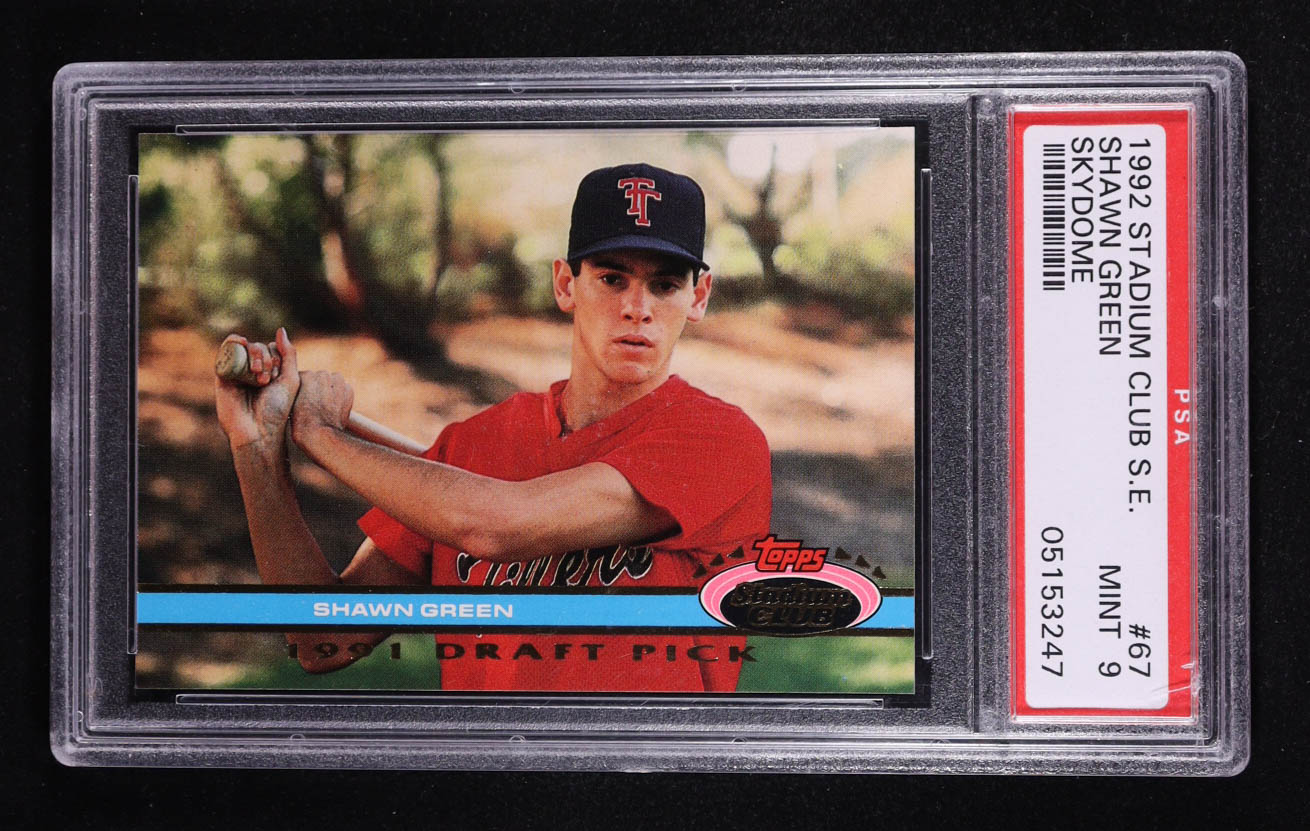 TT
Tillers
Topps
Stadium
CLUB
SHAWN GREEN
1991 DRAFT PICK
PSA
1992 STADIUM CLUB S.E. #67
SHAWN GREEN MINT 9
SKYDOME 05153247